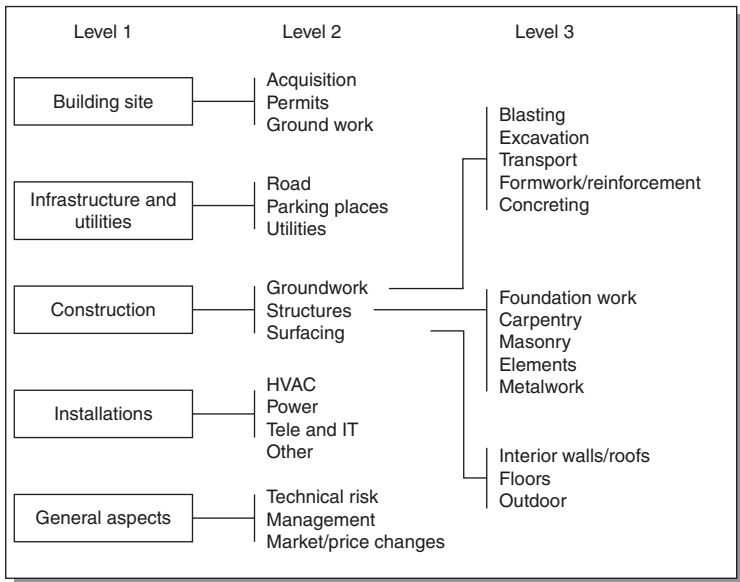 Level 1
Level 2
Level 3
Building site
Acquisition
Permits
Ground work
Infrastructure and
utilities
Road
Parking places
Utilities
Construction
Groundwork
Structures
Surfacing
Blasting
Excavation
Transport
Formwork/reinforcement
Concreting
Foundation work
Carpentry
Masonry
Elements
Metalwork
Interior walls/roofs
Floors
Outdoor
Installations
HVAC
Power
Tele and IT
Other
General aspects
Technical risk
Management
Market/price changes